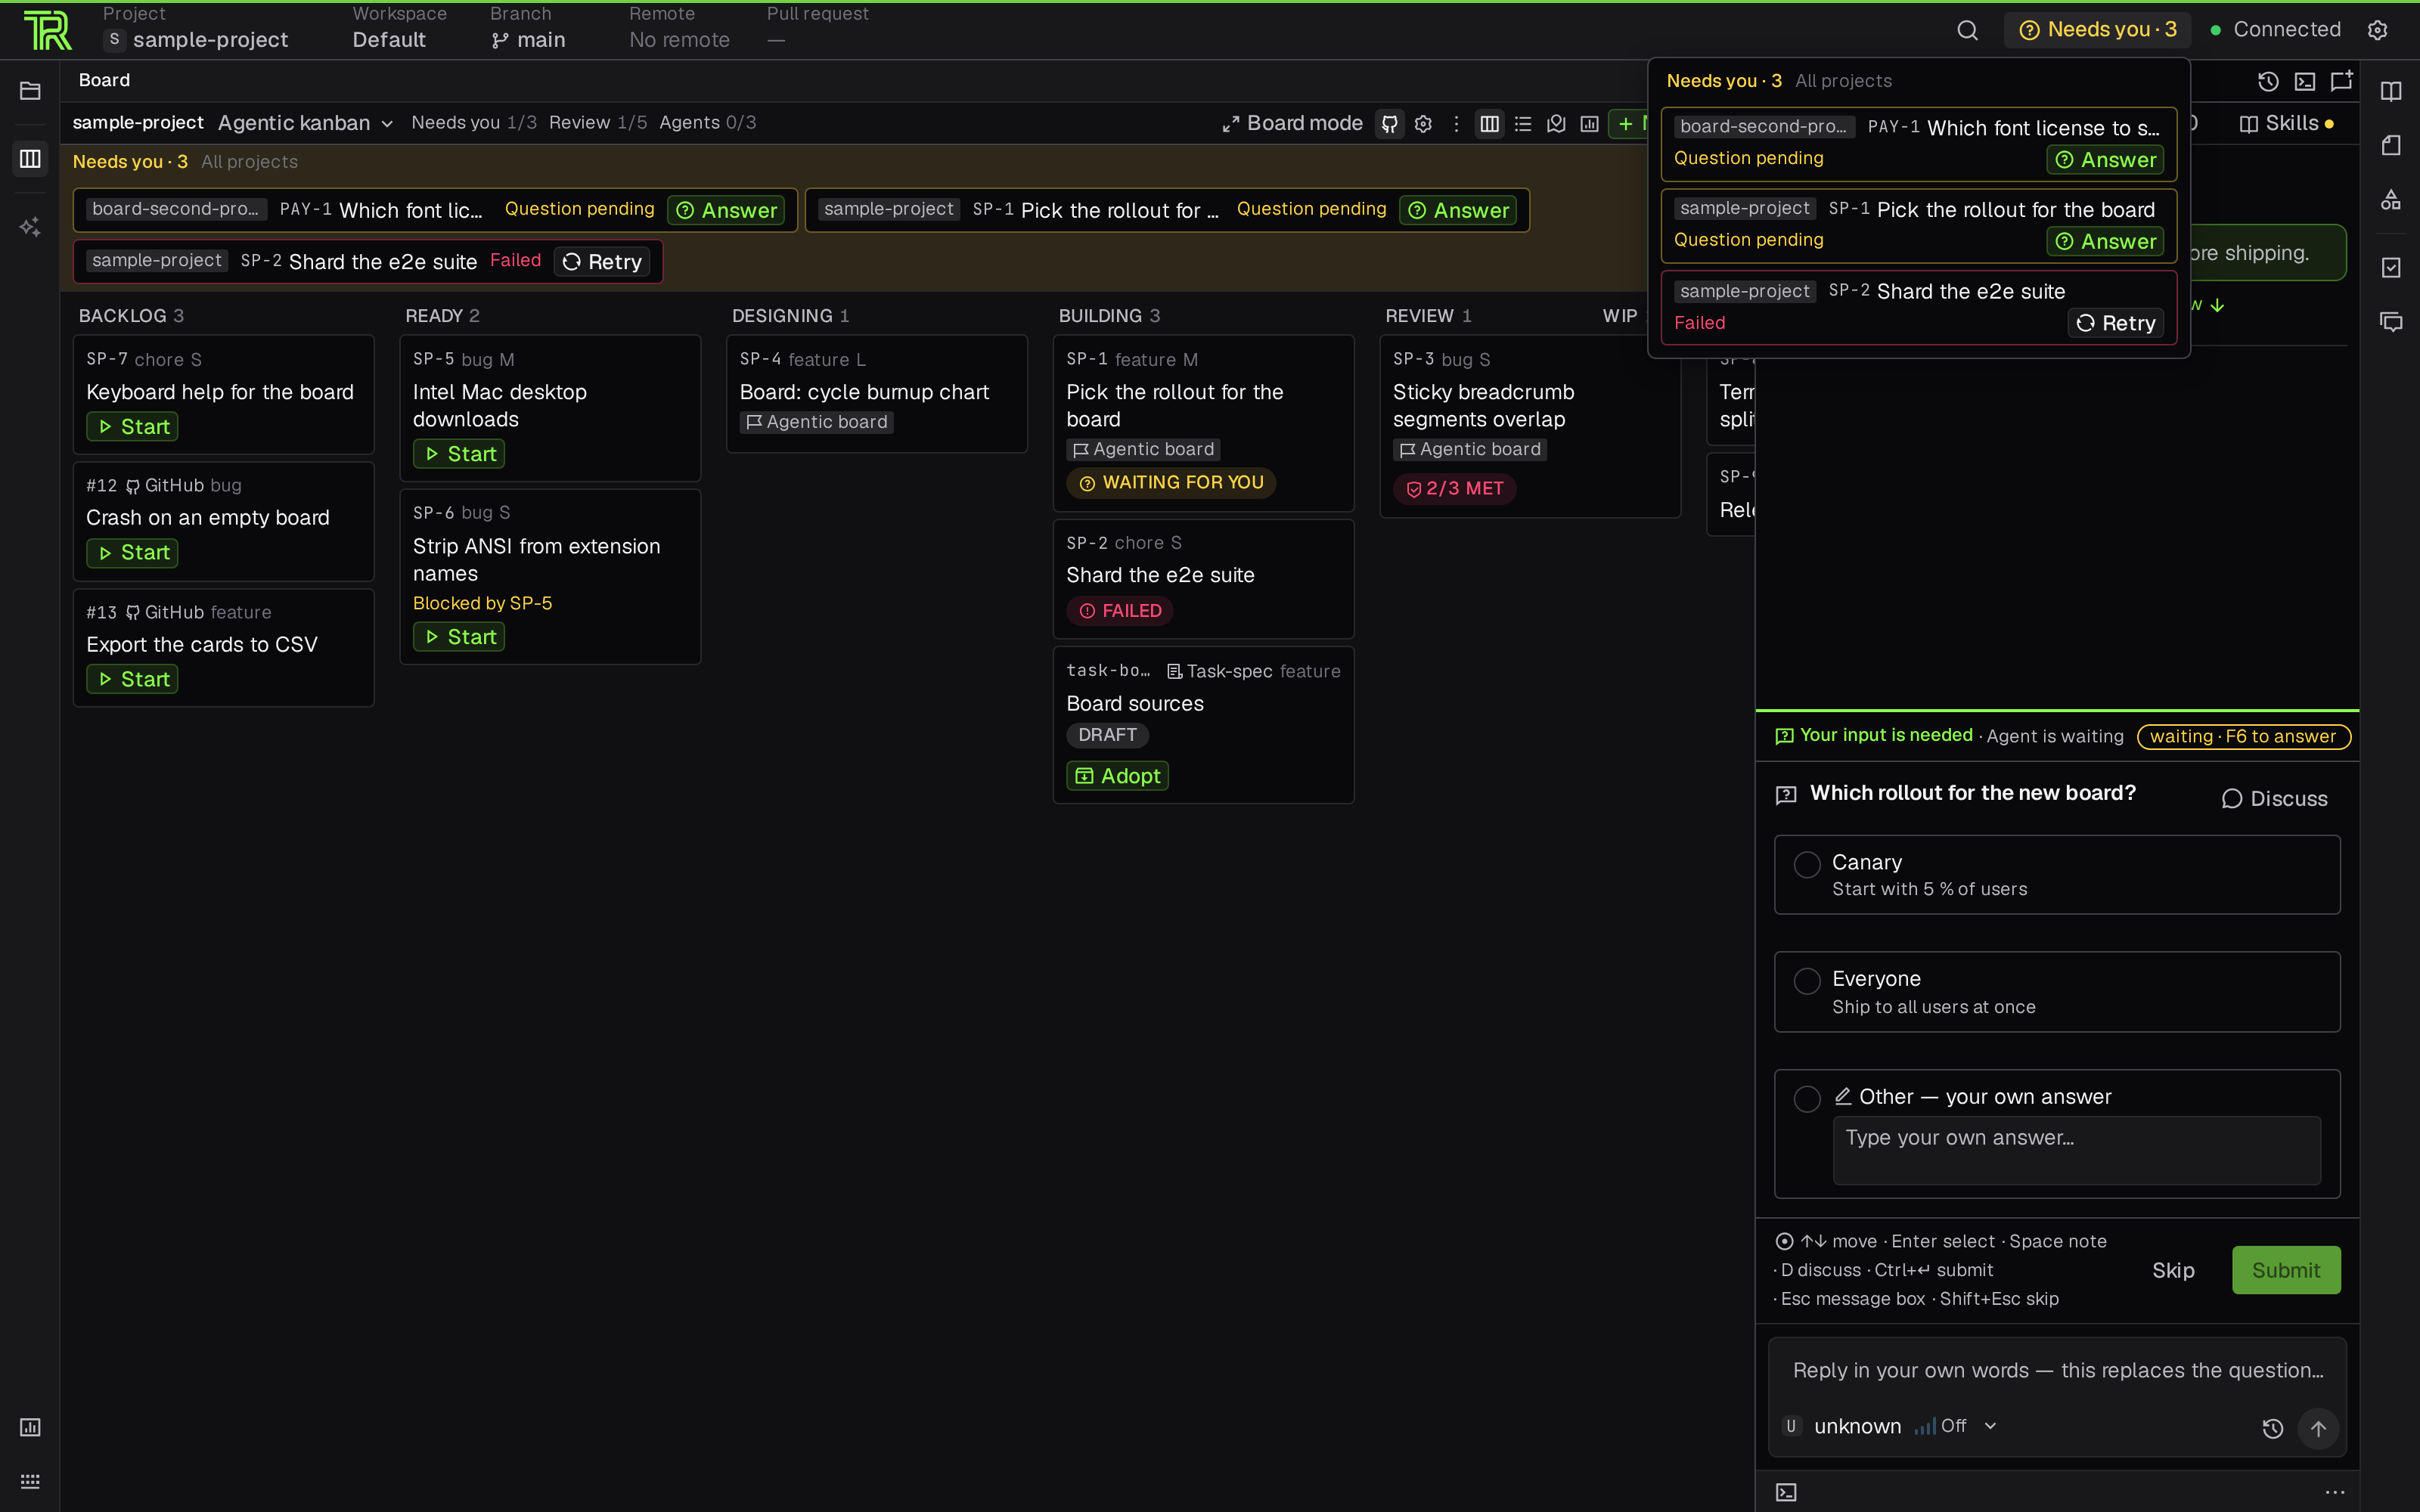 Project
S sample-project
Workspace
Default
Branch
main
Remote
No remote
Pull request
—
Needs you · 3
Connected
Board
sample-project Agentic kanban Needs you 1/3 Review 1/5 Agents 0/3
Board mode
Skills
Needs you · 3 All projects
board-second-pro… PAY-1 Which font lic… Question pending Answer
sample-project SP-1 Pick the rollout for … Question pending Answer
sample-project SP-2 Shard the e2e suite Failed Retry
Needs you · 3 All projects
board-second-pro… PAY-1 Which font license to s…
Question pending Answer
sample-project SP-1 Pick the rollout for the board
Question pending Answer
sample-project SP-2 Shard the e2e suite
Failed Retry
shipping.
BACKLOG 3
SP-7 chore S
Keyboard help for the board
Start
#12 GitHub bug
Crash on an empty board
Start
#13 GitHub feature
Export the cards to CSV
Start
READY 2
SP-5 bug M
Intel Mac desktop
downloads
Start
SP-6 bug S
Strip ANSI from extension
names
Blocked by SP-5
Start
DESIGNING 1
SP-4 feature L
Board: cycle burnup chart
Agentic board
BUILDING 3
SP-1 feature M
Pick the rollout for the
board
Agentic board
WAITING FOR YOU
SP-2 chore S
Shard the e2e suite
FAILED
task-bo… Task-spec feature
Board sources
DRAFT
Adopt
REVIEW 1 WIP
SP-3 bug S
Sticky breadcrumb
segments overlap
Agentic board
2/3 MET
Your input is needed · Agent is waiting waiting · F6 to answer
Which rollout for the new board? Discuss
Canary
Start with 5 % of users
Everyone
Ship to all users at once
Other — your own answer
Type your own answer…
↑↓ move · Enter select · Space note
· D discuss · Ctrl+↵ submit
· Esc message box · Shift+Esc skip
Skip
Submit
Reply in your own words — this replaces the question…
U unknown Off